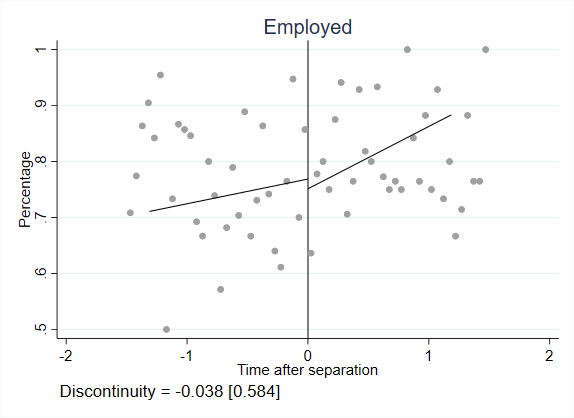 Employed
Percentage
1
.9
.8
.7
.6
.5
-2 -1 0 1 2
Time after separation
Discontinuity = -0.038 [0.584]